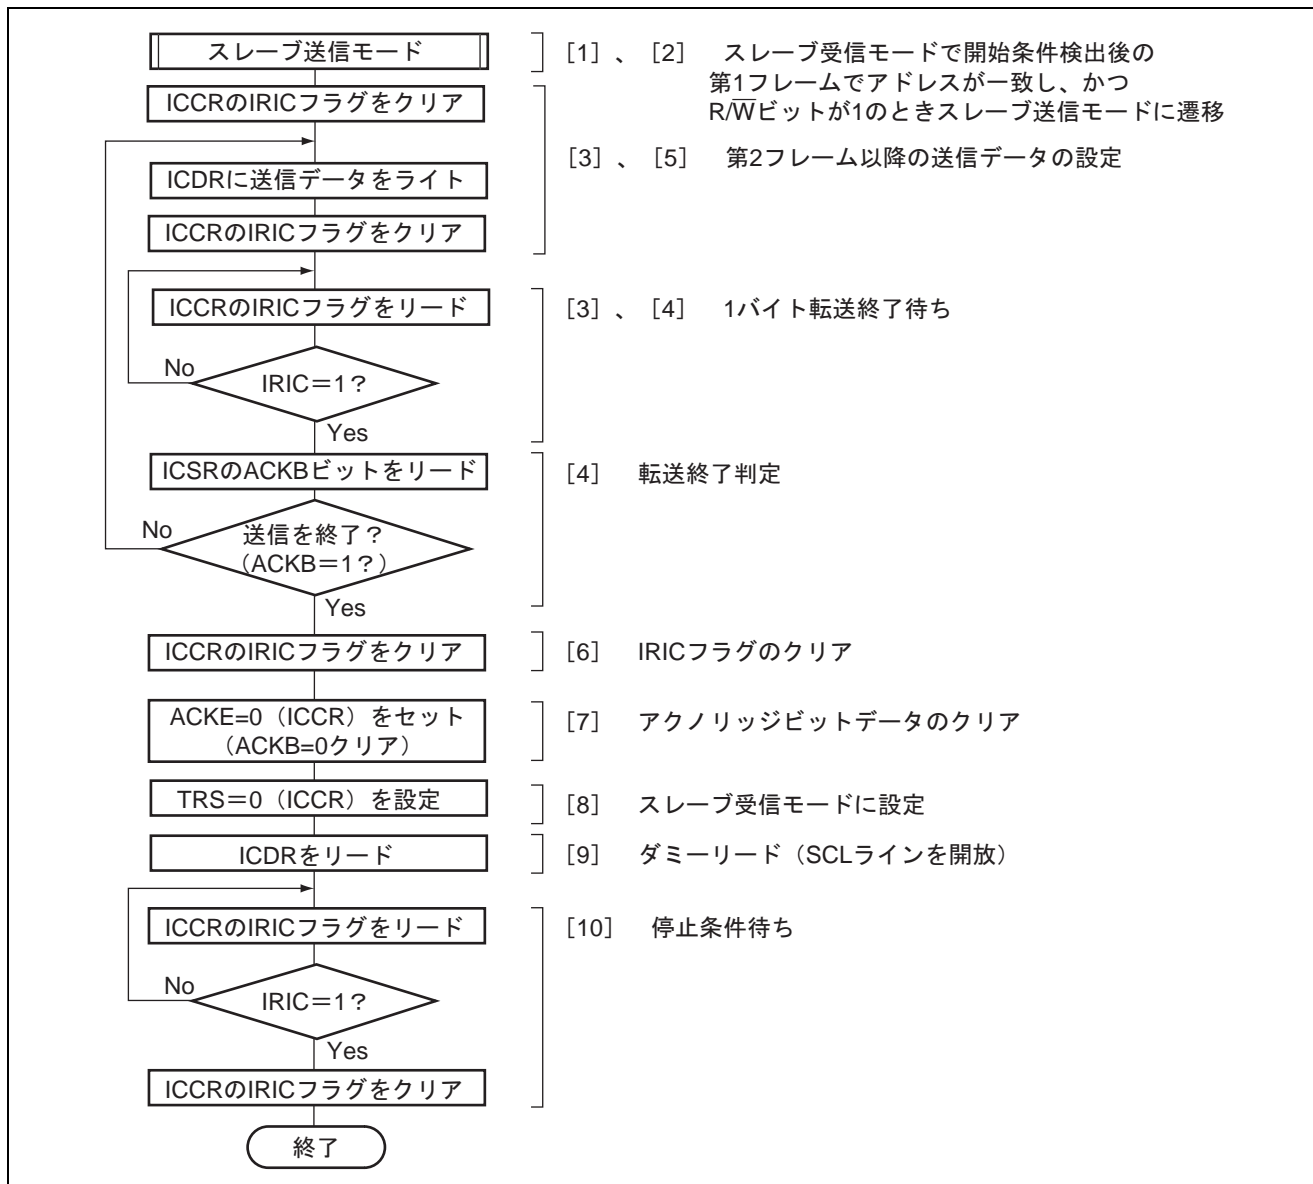 スレーブ送信モード
［1］、［2］ スレーブ受信モードで開始条件検出後の
第1フレームでアドレスが一致し、かつ
R/W̅ビットが1のときスレーブ送信モードに遷移
ICCRのIRICフラグをクリア
［3］、［5］ 第2フレーム以降の送信データの設定
ICDRに送信データをライト
ICCRのIRICフラグをクリア
ICCRのIRICフラグをリード
［3］、［4］ 1バイト転送終了待ち
No
IRIC＝1？
Yes
ICSRのACKBビットをリード
［4］ 転送終了判定
No
送信を終了？
（ACKB＝1？）
Yes
ICCRのIRICフラグをクリア
［6］ IRICフラグのクリア
ACKE=0（ICCR）をセット
（ACKB=0クリア）
［7］ アクノリッジビットデータのクリア
TRS＝0（ICCR）を設定
［8］ スレーブ受信モードに設定
ICDRをリード
［9］ ダミーリード（SCLラインを開放）
ICCRのIRICフラグをリード
［10］ 停止条件待ち
No
IRIC＝1？
Yes
ICCRのIRICフラグをクリア
終了